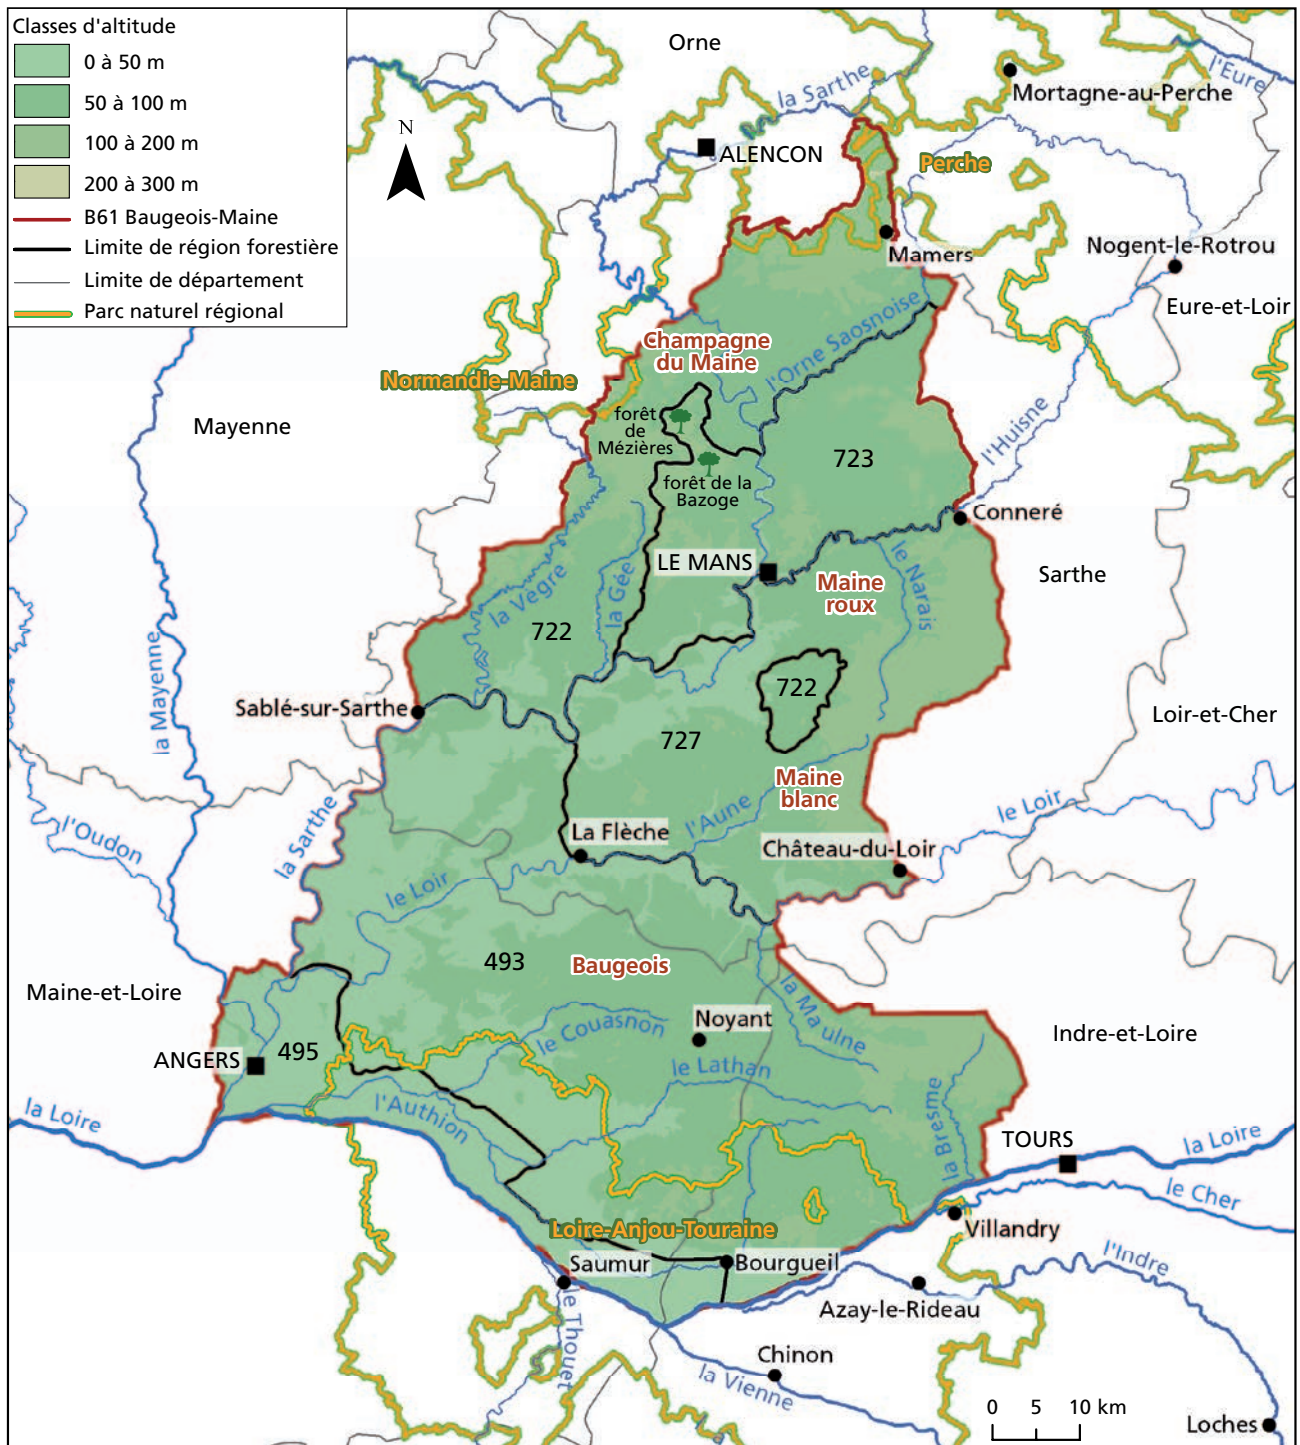 Classes d'altitude
0 à 50 m
50 à 100 m
100 à 200 m
200 à 300 m
B61 Baugeois-Maine
Limite de région forestière
Limite de département
Parc naturel régional
N
Orne
la Sarthe
l'Eure
Mortagne-au-Perche
ALENCON
Perche
Mamers
Nogent-le-Rotrou
Eure-et-Loir
Champagne
du Maine
l'Orne Saosnoise
Normandie-Maine
Mayenne
forêt
de
Mézières
l'Huisne
723
forêt de la
Bazoge
Conneré
LE MANS
la Vègre
la Gée
Maine
roux
le Narais
Sarthe
722
722
la Mayenne
Sablé-sur-Sarthe
Loir-et-Cher
727
Maine
blanc
l'Oudon
la Sarthe
La Flèche
l'Aune
Château-du-Loir
le Loir
le Loir
493
Baugeois
Maine-et-Loire
la Maulne
Noyant
le Couasnon
Indre-et-Loire
ANGERS
495
le Lathan
l'Authion
la Bresme
la Loire
TOURS
la Loire
le Cher
Loire-Anjou-Touraine
Villandry
Saumur
Bourgueil
l'Indre
Azay-le-Rideau
le Thouet
Chinon
la Vienne
0 5 10 km
Loches